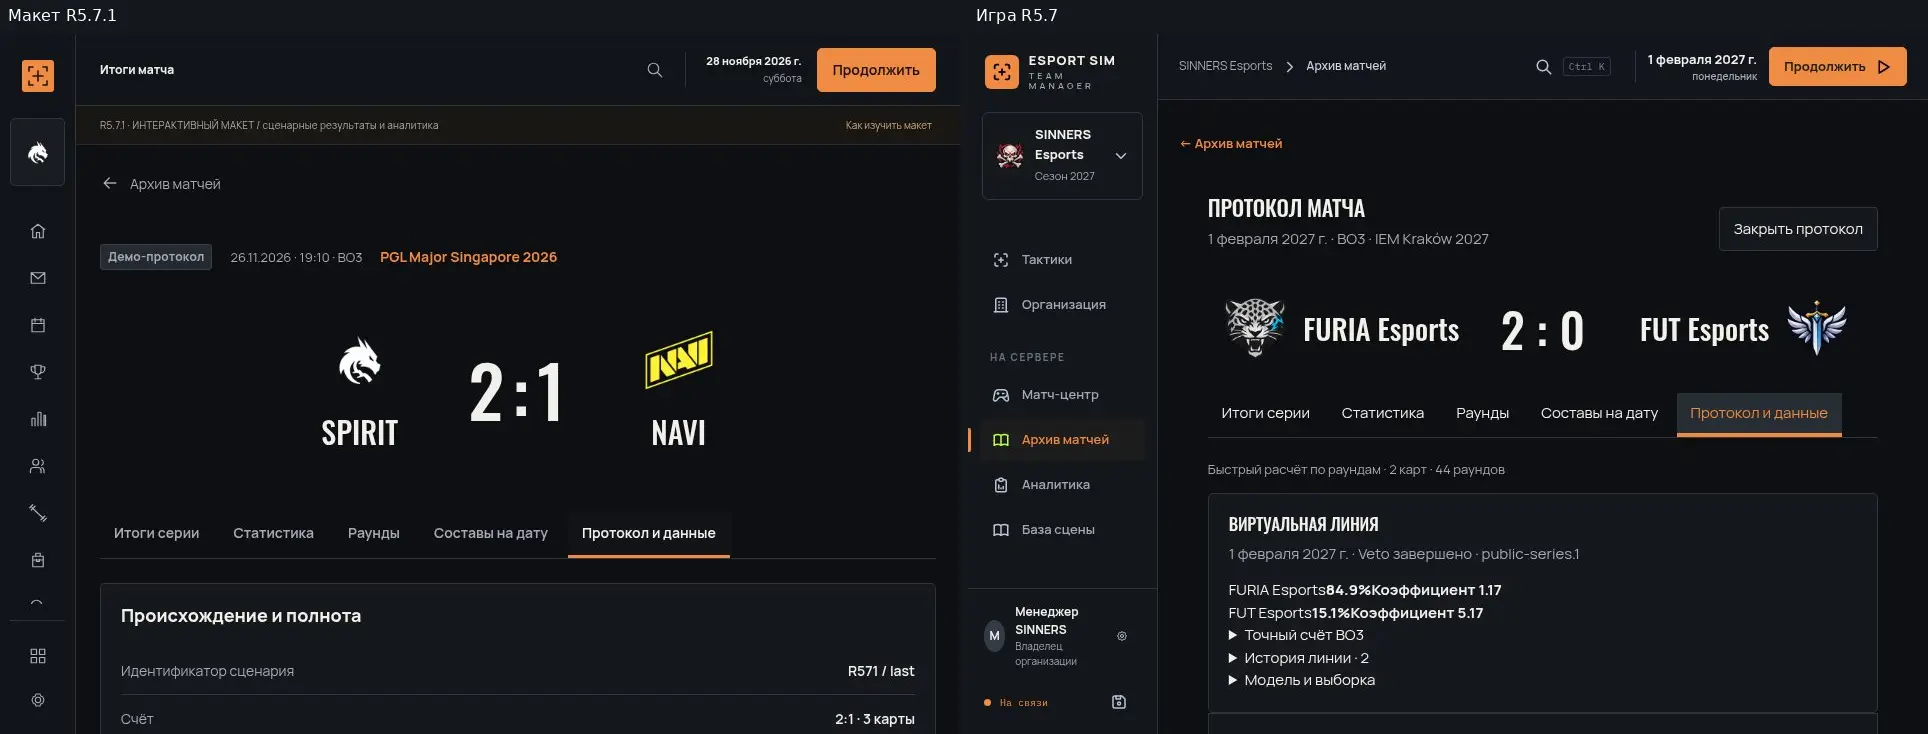 Макет R5.7.1
Итоги матча
28 ноября 2026 г.
суббота
Продолжить
R5.7.1 · ИНТЕРАКТИВНЫЙ МАКЕТ / сценарные результаты и аналитика
Как изучить макет
← Архив матчей
Демо-протокол
26.11.2026 · 19:10 · BO3
PGL Major Singapore 2026
SPIRIT
2:1
NAVI
NAVI
Итоги серии
Статистика
Раунды
Составы на дату
Протокол и данные
Происхождение и полнота
Идентификатор сценария
R571 / last
Счёт
2:1 · 3 карты
Игра R5.7
ESPORT SIM
TEAM
MANAGER
SINNERS
Esports
Сезон 2027
Тактики
Организация
НА СЕРВЕРЕ
Матч-центр
Архив матчей
Аналитика
База сцены
М
Менеджер
SINNERS
Владелец
организации
На связи
SINNERS Esports > Архив матчей
Ctrl K
1 февраля 2027 г.
понедельник
Продолжить
← Архив матчей
ПРОТОКОЛ МАТЧА
1 февраля 2027 г. · BO3 · IEM Kraków 2027
Закрыть протокол
FURIA Esports
2 : 0
FUT Esports
Итоги серии
Статистика
Раунды
Составы на дату
Протокол и данные
Быстрый расчёт по раундам · 2 карт · 44 раундов
ВИРТУАЛЬНАЯ ЛИНИЯ
1 февраля 2027 г. · Veto завершено · public-series.1
FURIA Esports84.9%Коэффициент 1.17
FUT Esports15.1%Коэффициент 5.17
▶ Точный счёт BO3
▶ История линии · 2
▶ Модель и выборка